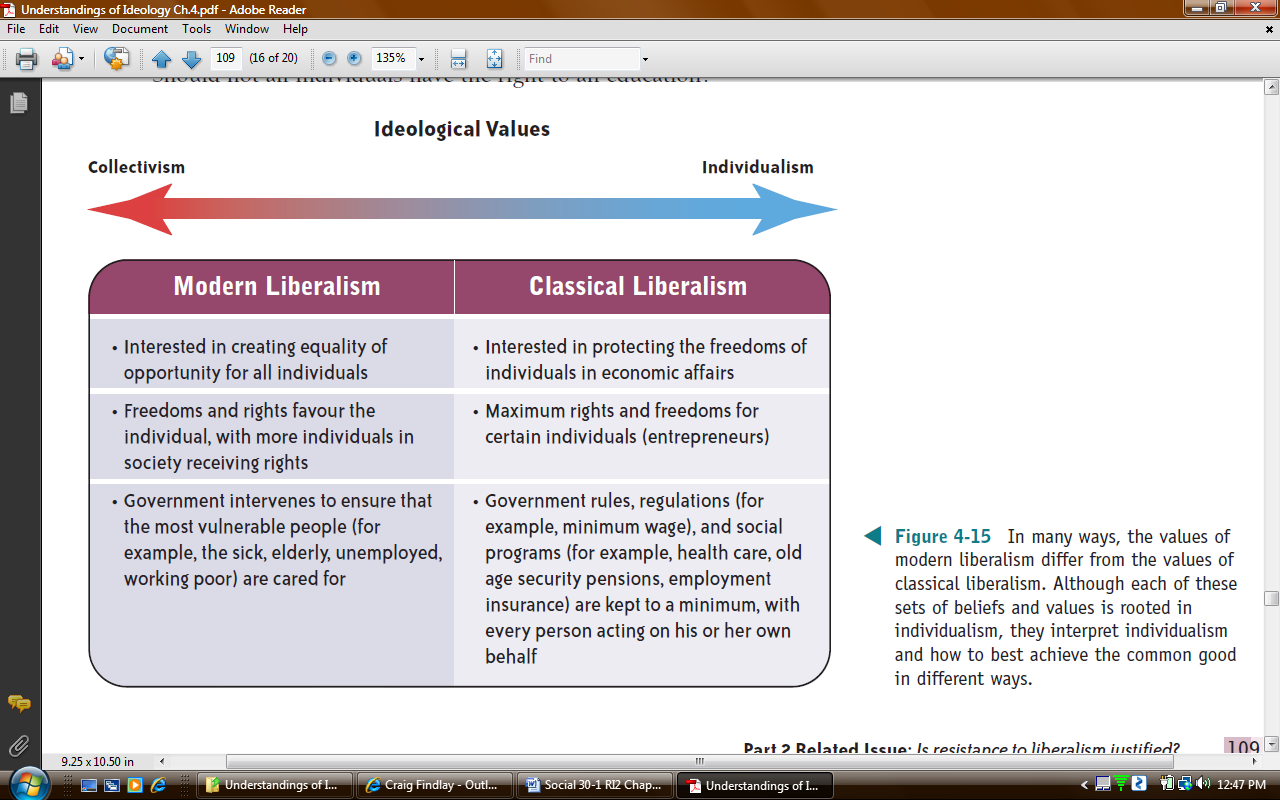 Understandings of Ideology Ch.4.pdf - Adobe Reader
File Edit View Document Tools Window Help
109 (16 of 20) 135% Find
Should not all individuals have the right to an education?
Ideological Values
Collectivism Individualism
Modern Liberalism
• Interested in creating equality of
opportunity for all individuals
• Freedoms and rights favour the
individual, with more individuals in
society receiving rights
• Government intervenes to ensure that
the most vulnerable people (for
example, the sick, elderly, unemployed,
working poor) are cared for
Classical Liberalism
• Interested in protecting the freedoms of
individuals in economic affairs
• Maximum rights and freedoms for
certain individuals (entrepreneurs)
• Government rules, regulations (for
example, minimum wage), and social
programs (for example, health care, old
age security pensions, employment
insurance) are kept to a minimum, with
every person acting on his or her own
behalf
Figure 4-15 In many ways, the values of
modern liberalism differ from the values of
classical liberalism. Although each of these
sets of beliefs and values is rooted in
individualism, they interpret individualism
and how to best achieve the common good
in different ways.
Part 2 Related Issue: Is resistance to liberalism justified? 109
9.25 x 10.50 in
Understandings of I... Craig Findlay - Outl... Social 30-1 RI2 Chap... Understandings of I... 12:47 PM